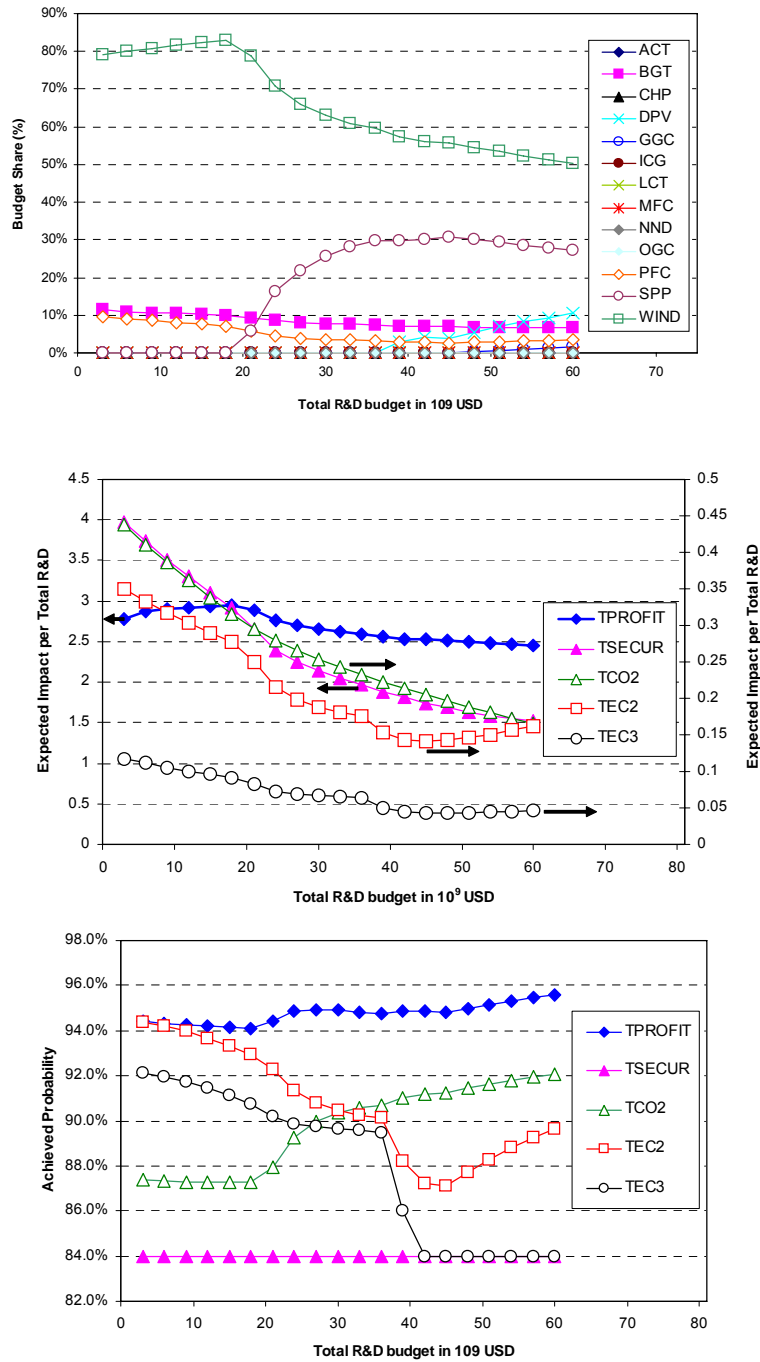 90%
80%
70%
60%
50%
40%
30%
20%
10%
0%
Budget Share (%)
0 10 20 30 40 50 60 70
Total R&D budget in 109 USD
ACT
BGT
CHP
DPV
GGC
ICG
LCT
MFC
NND
OGC
PFC
SPP
WIND
4.5
4
3.5
3
2.5
2
1.5
1
0.5
0
Expected Impact per Total R&D
0.5
0.45
0.4
0.35
0.3
0.25
0.2
0.15
0.1
0.05
0
Expected Impact per Total R&D
TPROFIT
TSECUR
TCO2
TEC2
TEC3
0 10 20 30 40 50 60 70 80
Total R&D budget in 10⁹ USD
98.0%
96.0%
94.0%
92.0%
90.0%
88.0%
86.0%
84.0%
82.0%
Achieved Probability
TPROFIT
TSECUR
TCO2
TEC2
TEC3
0 10 20 30 40 50 60 70 80
Total R&D budget in 109 USD